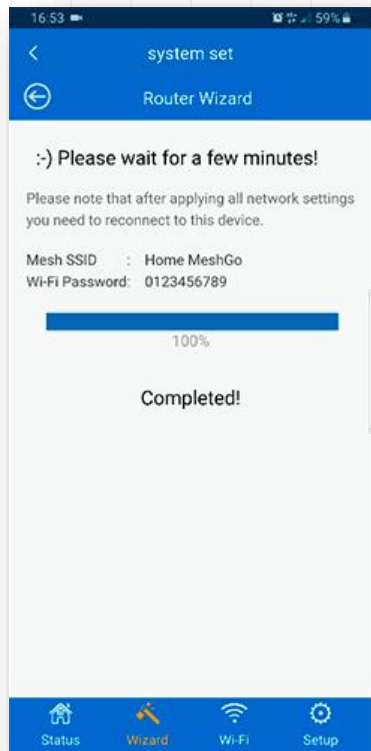 16:53 59%
system set
Router Wizard
:-) Please wait for a few minutes!
Please note that after applying all network settings
you need to reconnect to this device.
Mesh SSID : Home MeshGo
Wi-Fi Password: 0123456789
100%
Completed!
Status Wizard Wi-Fi Setup